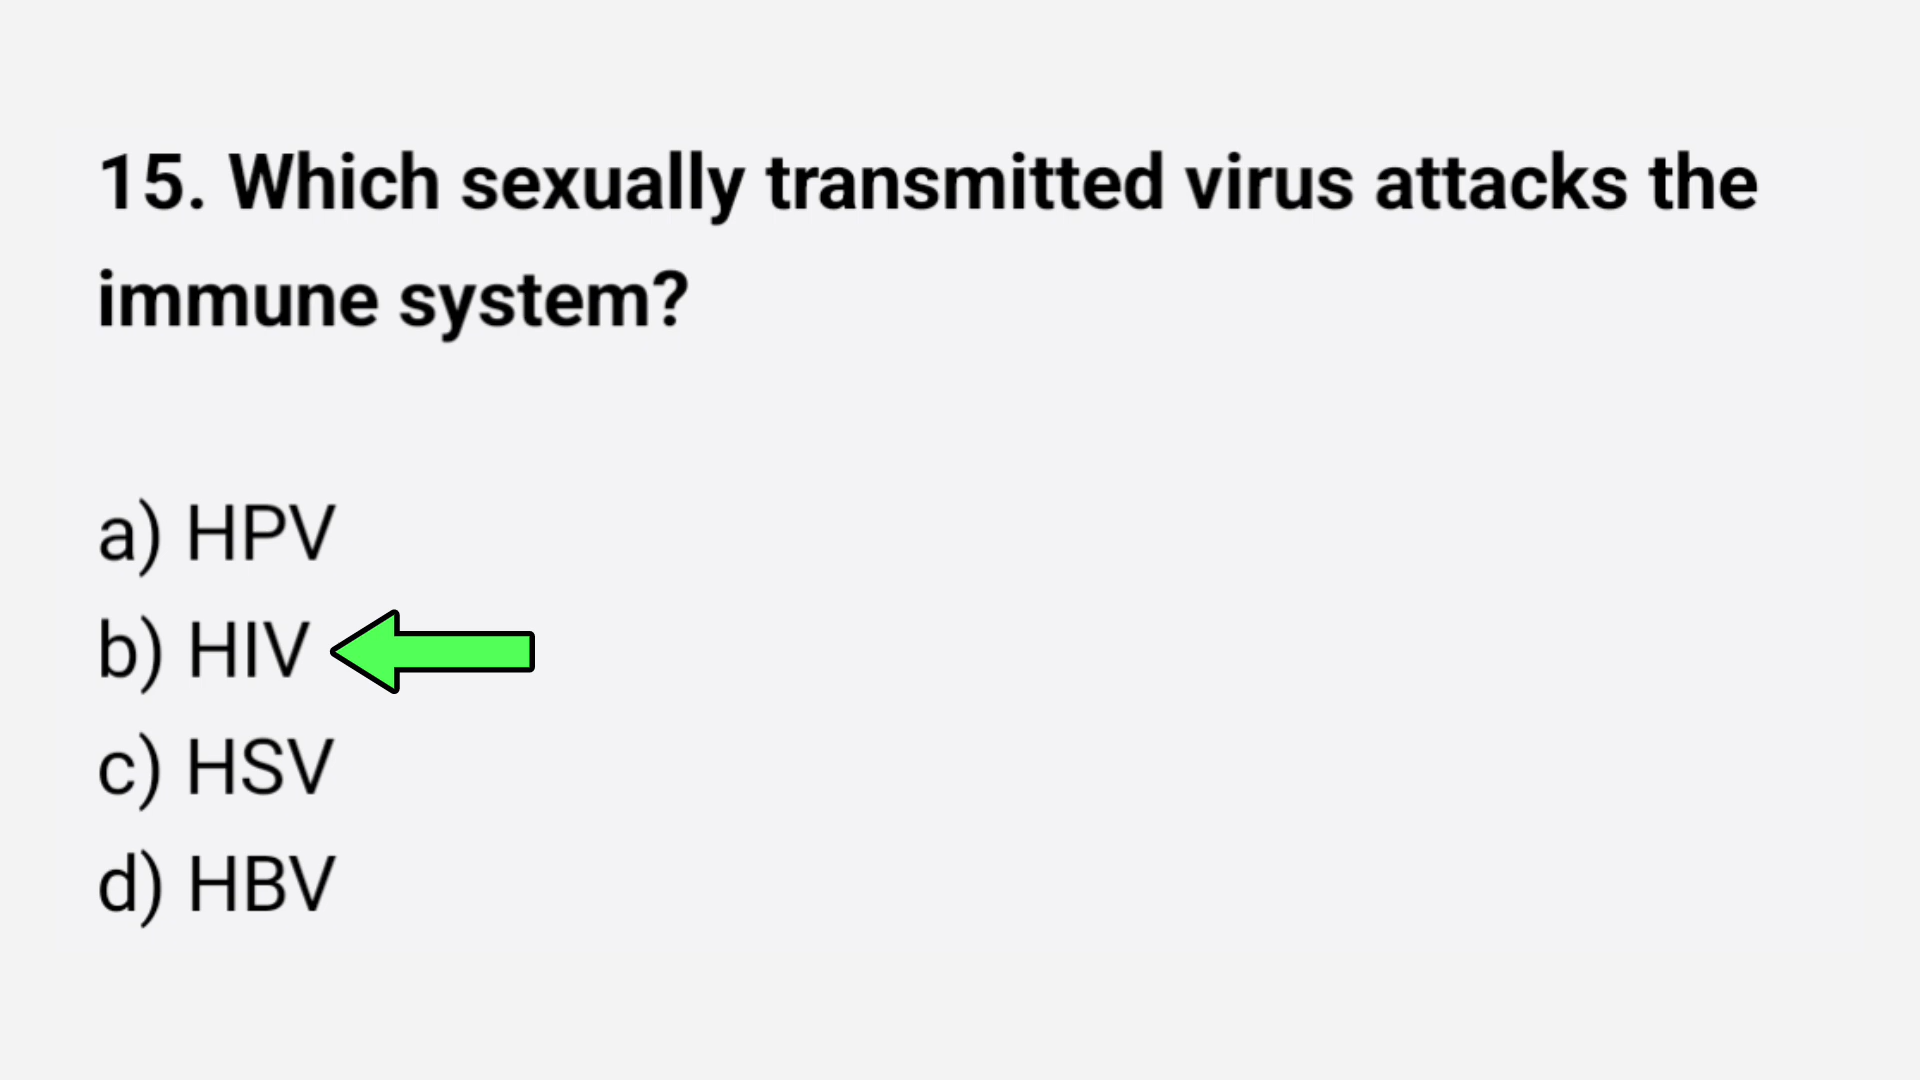 15. Which sexually transmitted virus attacks the
immune system?
a) HPV
b) HIV
c) HSV
d) HBV